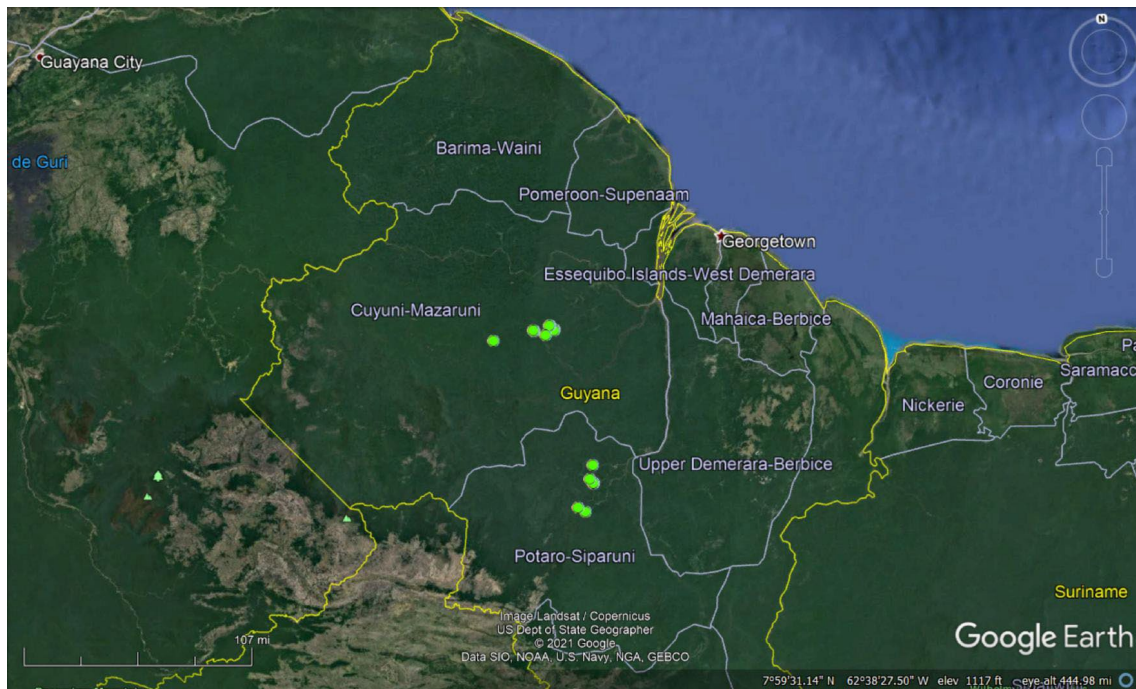 N
Guayana City
Barima-Waini
de Guri
Pomeroon-Supenaam
Georgetown
Essequibo Islands-West Demerara
Cuyuni-Mazaruni
Mahaica-Berbice
Pa
Saramacc
Coronie
Guyana
Nickerie
Upper Demerara-Berbice
Potaro-Siparuni
Suriname
Image Landsat / Copernicus
US Dept of State Geographer
© 2021 Google
Data SIO, NOAA, U.S. Navy, NGA, GEBCO
107 mi
Google Earth
7°59'31.14" N 62°38'27.50" W elev 1117 ft eye alt 444.98 mi